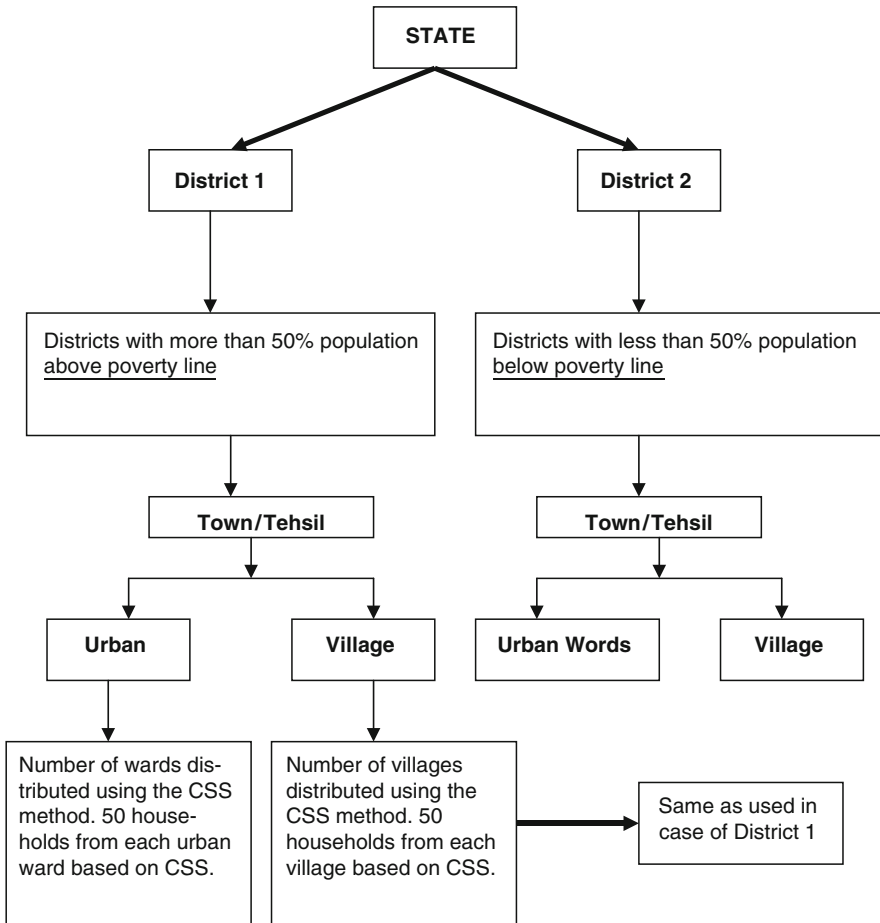 STATE
District 1
District 2
Districts with more than 50% population
above poverty line
Districts with less than 50% population
below poverty line
Town/Tehsil
Town/Tehsil
Urban
Village
Urban Words
Village
Number of wards dis-
tributed using the CSS
method. 50 house-
holds from each urban
ward based on CSS.
Number of villages
distributed using the
CSS method. 50
households from each
village based on CSS.
Same as used in
case of District 1